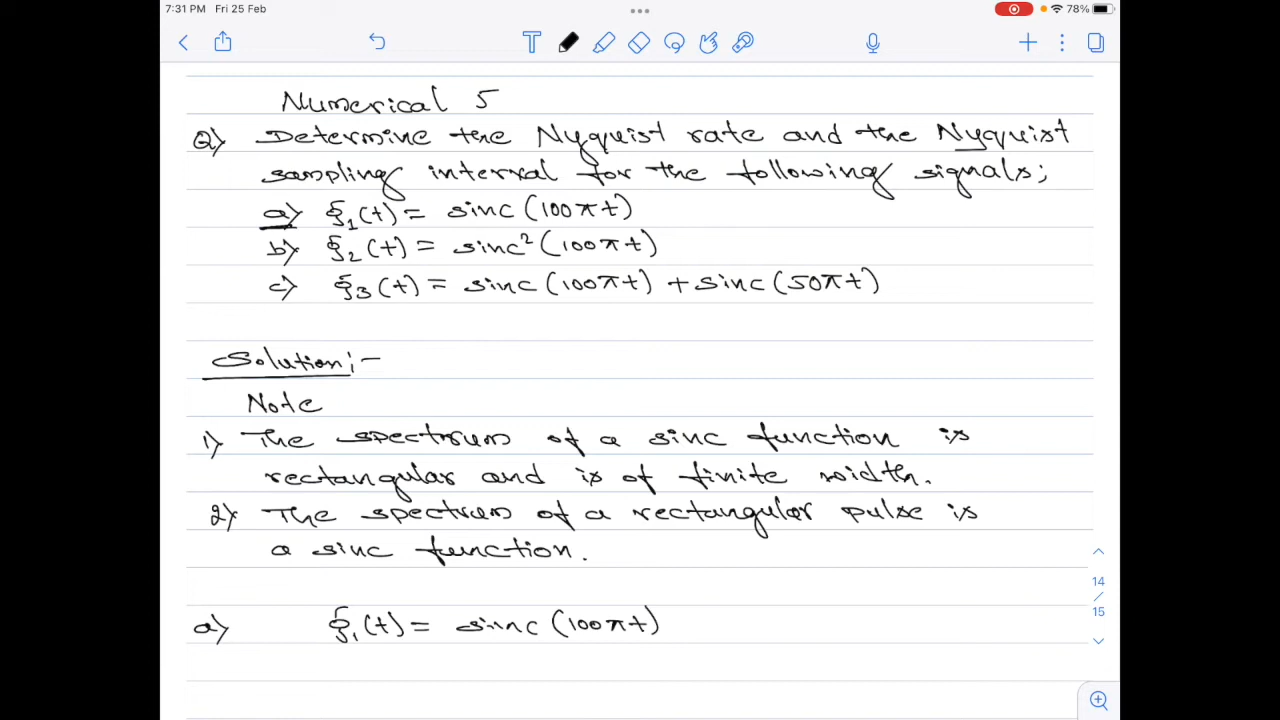 7:31 PM Fri 25 Feb
78%
Numerical 5
Q) Determine the Nyquist rate and the Nyquist
sampling interval for the following signals;
a) g₁(t) = sinc(100πt)
b) g₂(t) = sinc²(100πt)
c) g₃(t) = sinc(100πt) + sinc(50πt)
Solution:-
Note
1) The spectrum of a sinc function is
rectangular and is of finite width.
2) The spectrum of a rectangular pulse is
a sinc function.
14
/
15
a) g₁(t) = sinc(100πt)